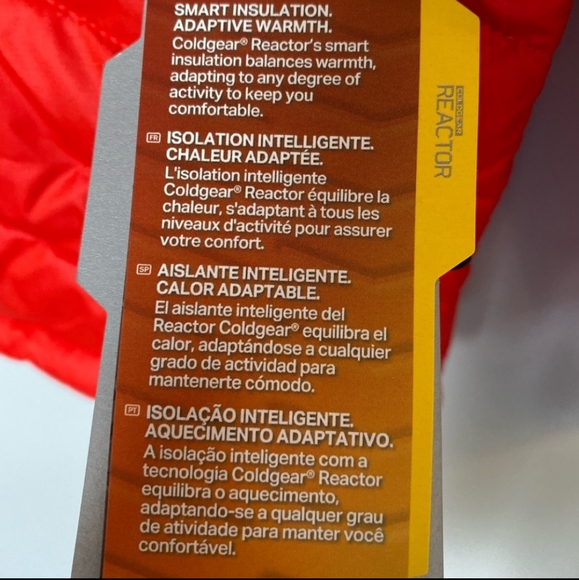 SMART INSULATION.
ADAPTIVE WARMTH.
Coldgear® Reactor's smart
insulation balances warmth,
adapting to any degree of
activity to keep you
comfortable.
FR ISOLATION INTELLIGENTE.
CHALEUR ADAPTÉE.
L'isolation intelligente
Coldgear® Reactor équilibre la
chaleur, s'adaptant à tous les
niveaux d'activité pour assurer
votre confort.
SP AISLANTE INTELIGENTE.
CALOR ADAPTABLE.
El aislante inteligente del
Reactor Coldgear® equilibra el
calor, adaptándose a cualquier
grado de actividad para
mantenerte cómodo.
PT ISOLAÇÃO INTELIGENTE.
AQUECIMENTO ADAPTATIVO.
A isolação inteligente com a
tecnologia Coldgear® Reactor
equilibra o aquecimento,
adaptando-se a qualquer grau
de atividade para manter você
confortável.
COLDGEAR
REACTOR